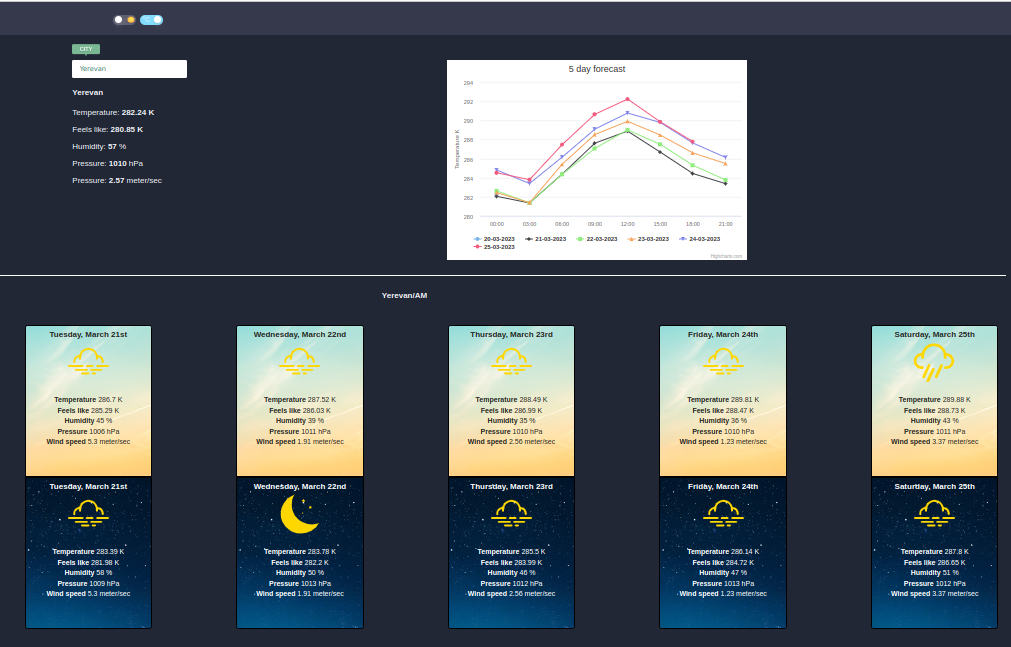 CITY
Yerevan
Yerevan
Temperature: 282.24 K
Feels like: 280.85 K
Humidity: 57 %
Pressure: 1010 hPa
Pressure: 2.57 meter/sec
5 day forecast
Temperature K
294
292
290
288
286
284
282
280
00:00 03:00 06:00 09:00 12:00 15:00 18:00 21:00
20-03-2023 21-03-2023 22-03-2023 23-03-2023 24-03-2023
25-03-2023
Highcharts.com
Yerevan/AM
Tuesday, March 21st
Temperature 286.7 K
Feels like 285.29 K
Humidity 45 %
Pressure 1006 hPa
Wind speed 5.3 meter/sec
Wednesday, March 22nd
Temperature 287.52 K
Feels like 286.03 K
Humidity 39 %
Pressure 1011 hPa
Wind speed 1.91 meter/sec
Thursday, March 23rd
Temperature 288.49 K
Feels like 286.99 K
Humidity 35 %
Pressure 1010 hPa
Wind speed 2.56 meter/sec
Friday, March 24th
Temperature 289.81 K
Feels like 288.47 K
Humidity 36 %
Pressure 1010 hPa
Wind speed 1.23 meter/sec
Saturday, March 25th
Temperature 289.88 K
Feels like 288.73 K
Humidity 43 %
Pressure 1011 hPa
Wind speed 3.37 meter/sec
Tuesday, March 21st
Temperature 283.39 K
Feels like 281.98 K
Humidity 58 %
Pressure 1009 hPa
Wind speed 5.3 meter/sec
Wednesday, March 22nd
Temperature 283.78 K
Feels like 282.2 K
Humidity 50 %
Pressure 1013 hPa
Wind speed 1.91 meter/sec
Thursday, March 23rd
Temperature 285.5 K
Feels like 283.99 K
Humidity 46 %
Pressure 1012 hPa
Wind speed 2.56 meter/sec
Friday, March 24th
Temperature 286.14 K
Feels like 284.72 K
Humidity 47 %
Pressure 1013 hPa
Wind speed 1.23 meter/sec
Saturday, March 25th
Temperature 287.8 K
Feels like 286.65 K
Humidity 51 %
Pressure 1012 hPa
Wind speed 3.37 meter/sec